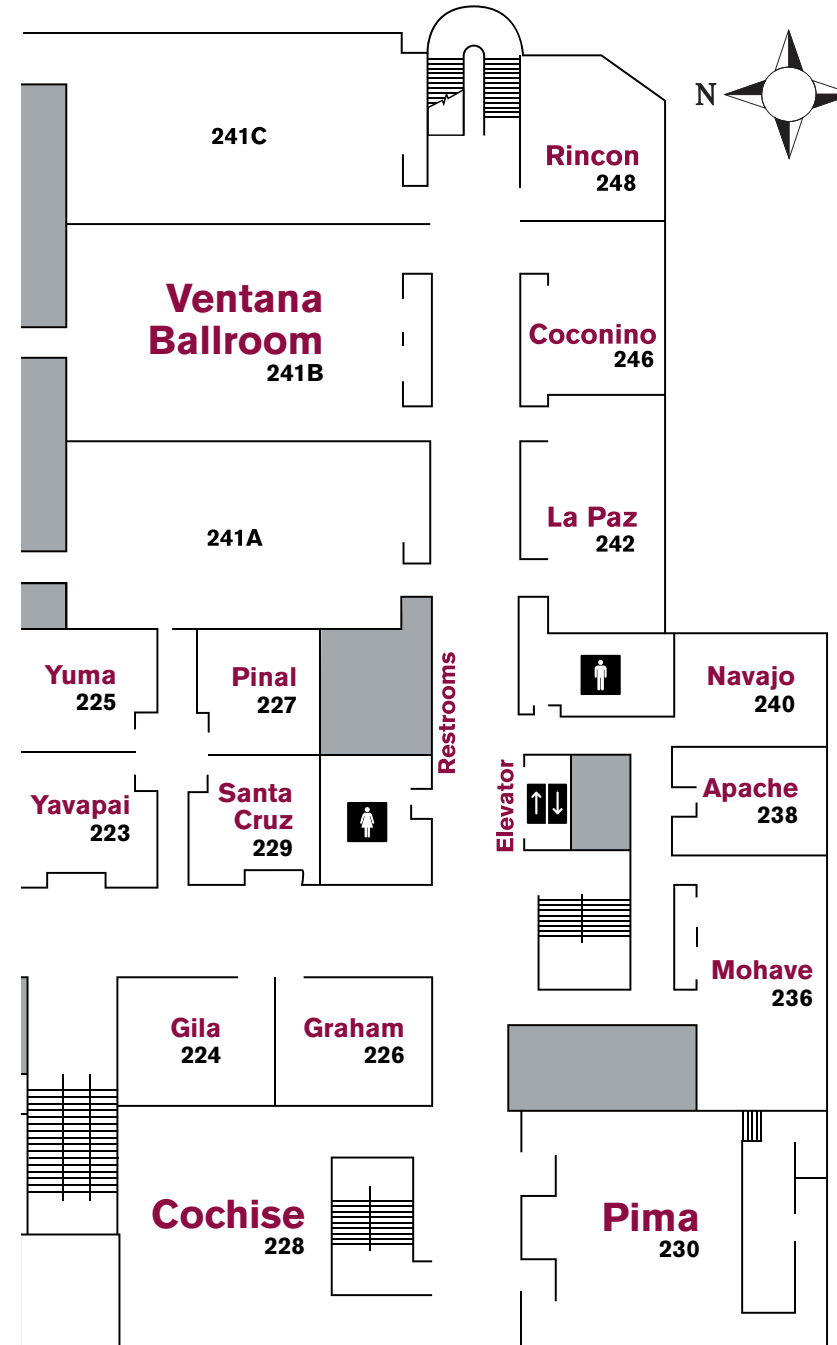 241C
N
Rincon
248
Ventana
Ballroom
241B
Coconino
246
241A
La Paz
242
Yuma
225
Pinal
227
Restrooms
Navajo
240
Yavapai
223
Santa
Cruz
229
Elevator
Apache
238
Mohave
236
Gila
224
Graham
226
Cochise
228
Pima
230